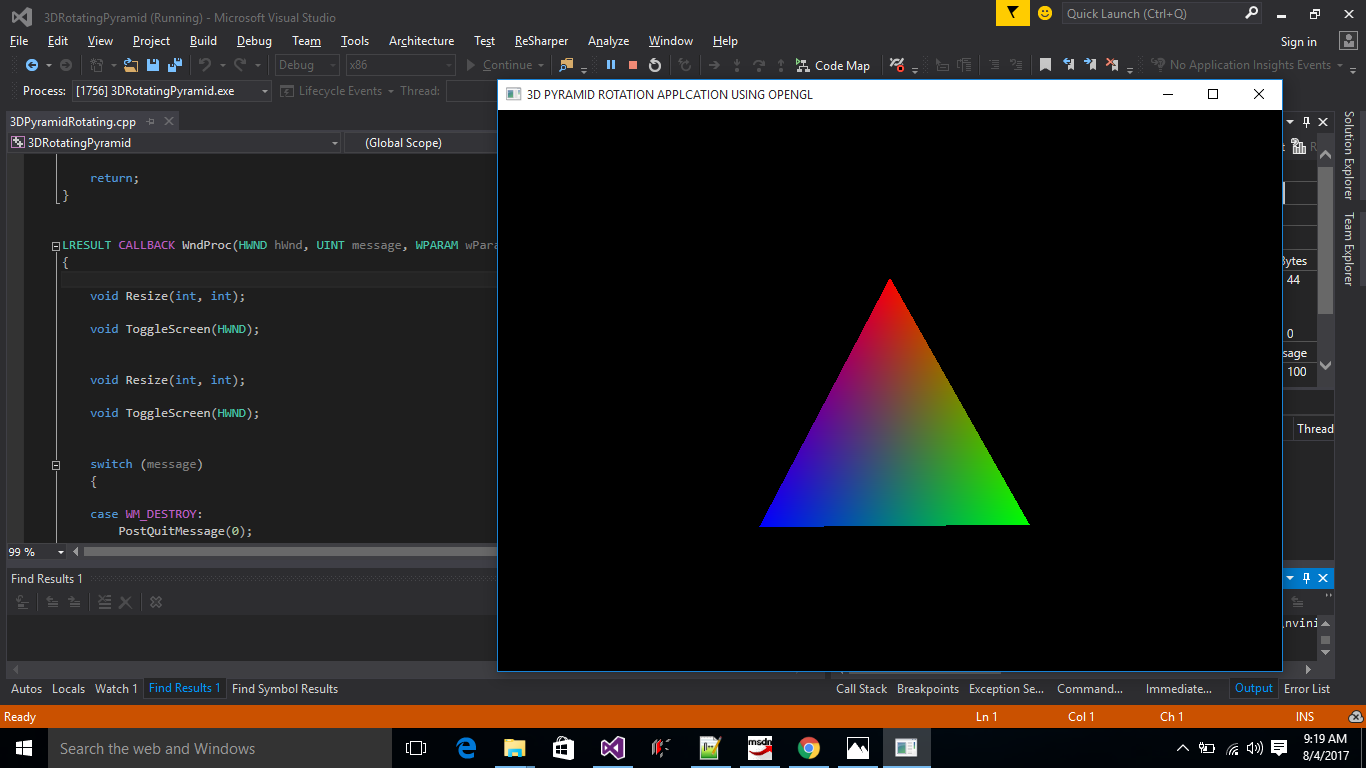 3DRotatingPyramid (Running) - Microsoft Visual Studio
Quick Launch (Ctrl+Q)
File Edit View Project Build Debug Team Tools Architecture Test ReSharper Analyze Window Help
Sign in
Debug x86 Continue Code Map No Application Insights Events
Process: [1756] 3DRotatingPyramid.exe Lifecycle Events Thread:
3D PYRAMID ROTATION APPLCATION USING OPENGL
3DPyramidRotating.cpp
3DRotatingPyramid (Global Scope)
return;
}
LRESULT CALLBACK WndProc(HWND hWnd, UINT message, WPARAM wPara
{
void Resize(int, int);
void ToggleScreen(HWND);
void Resize(int, int);
void ToggleScreen(HWND);
switch (message)
{
case WM_DESTROY:
PostQuitMessage(0);
99 %
Solution Explorer
Team Explorer
Bytes
44
0
sage
100
Thread
Find Results 1
nvini
Autos Locals Watch 1 Find Results 1 Find Symbol Results
Call Stack Breakpoints Exception Se... Command... Immediate... Output Error List
Ready Ln 1 Col 1 Ch 1 INS
Search the web and Windows
msdn
9:19 AM
8/4/2017